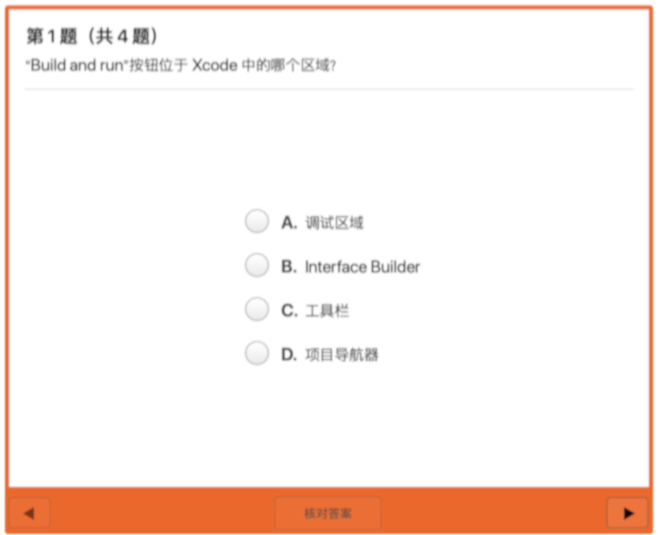 第 1 题（共 4 题）
“Build and run”按钮位于 Xcode 中的哪个区域?
A. 调试区域
B. Interface Builder
C. 工具栏
D. 项目导航器
核对答案